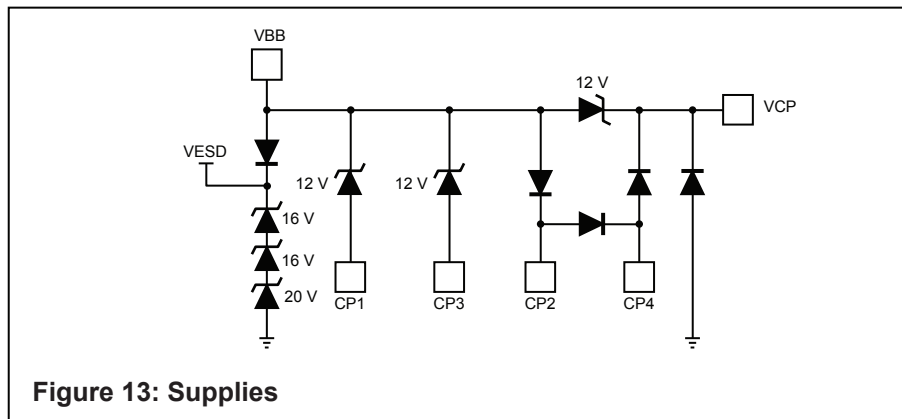 VBB
12 V
VCP
VESD
12 V
12 V
16 V
16 V
20 V
CP1
CP3
CP2
CP4
Figure 13: Supplies